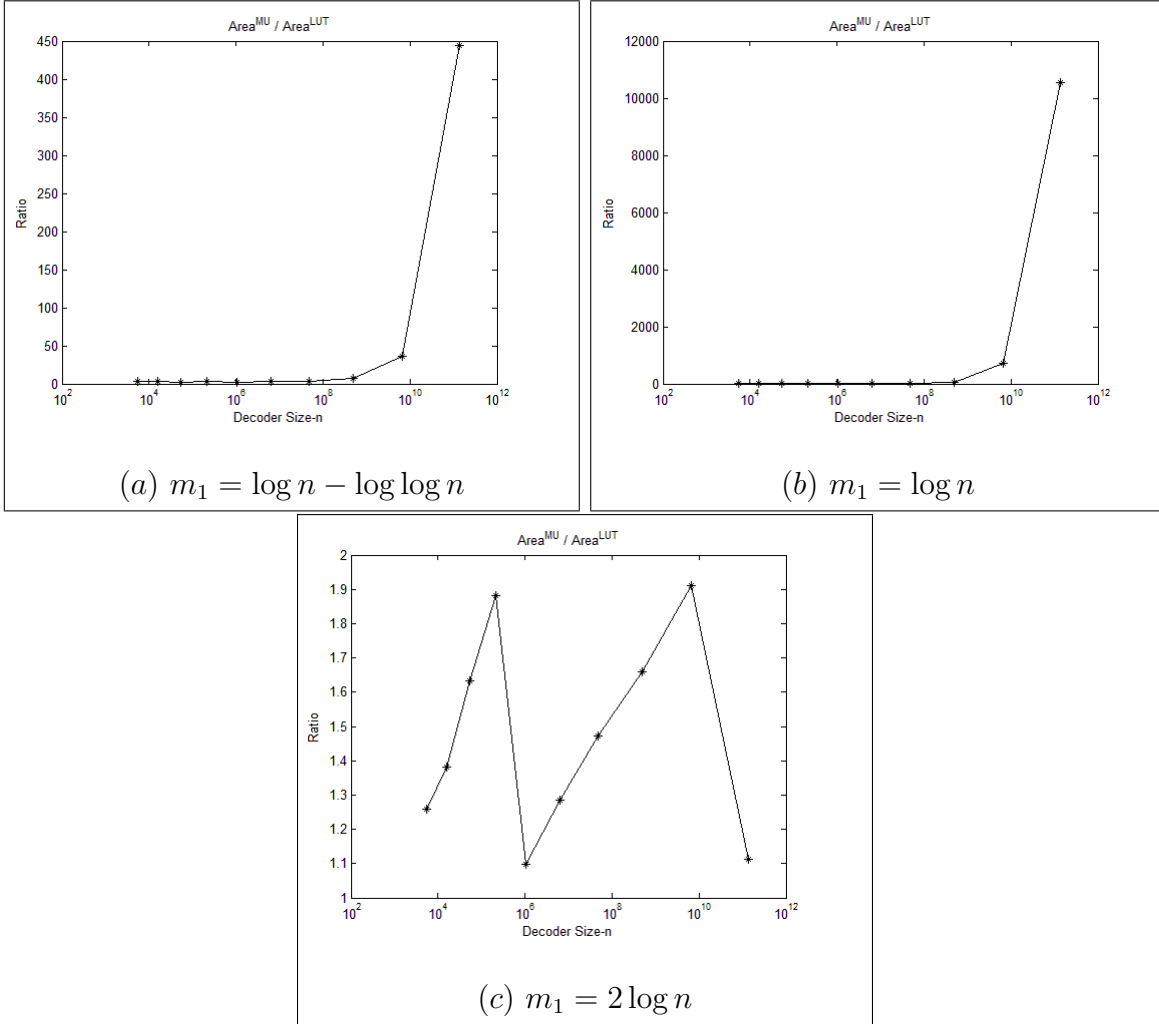 Area^MU / Area^LUT
450
400
350
300
250
200
150
100
50
0
Ratio
10^2 10^4 10^6 10^8 10^10 10^12
Decoder Size-n
(a) m_1 = log n − log log n
Area^MU / Area^LUT
12000
10000
8000
6000
4000
2000
0
Ratio
10^2 10^4 10^6 10^8 10^10 10^12
Decoder Size-n
(b) m_1 = log n
Area^MU / Area^LUT
2
1.9
1.8
1.7
1.6
1.5
1.4
1.3
1.2
1.1
1
Ratio
10^2 10^4 10^6 10^8 10^10 10^12
Decoder Size-n
(c) m_1 = 2 log n